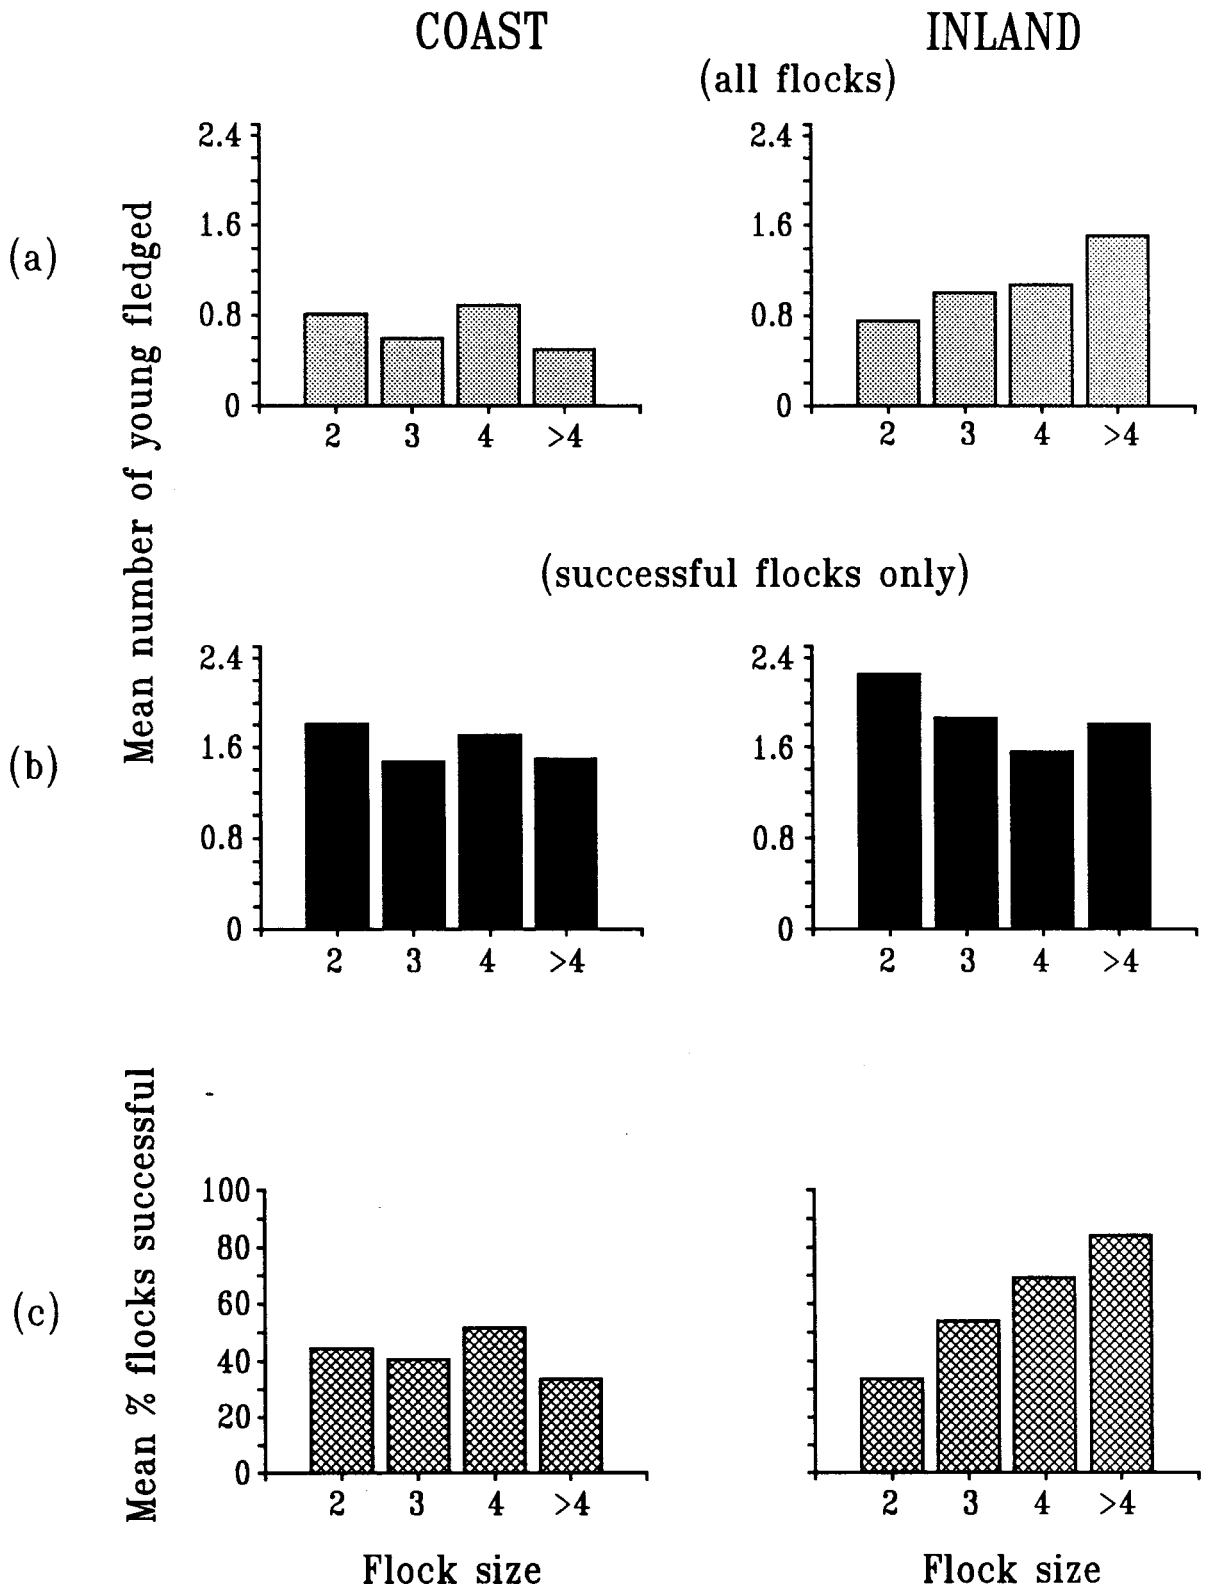 COAST INLAND
(all flocks)
(a)
Mean number of young fledged
2.4
1.6
0.8
0
2 3 4 >4
2.4
1.6
0.8
0
2 3 4 >4
(successful flocks only)
(b)
2.4
1.6
0.8
0
2 3 4 >4
2.4
1.6
0.8
0
2 3 4 >4
(c)
Mean % flocks successful
100
80
60
40
20
0
2 3 4 >4
2 3 4 >4
Flock size Flock size